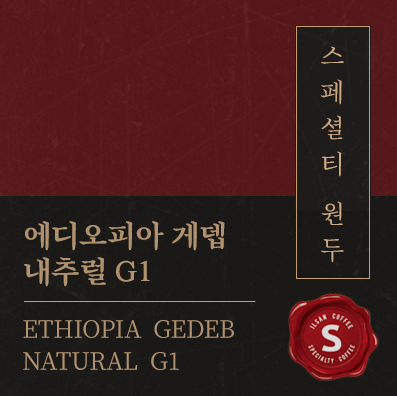 스페셜티 원두
에디오피아 게뎁
내추럴 G1
ETHIOPIA GEDEB
NATURAL G1
ILSAN COFFEE
S
SPECIALTY COFFEE